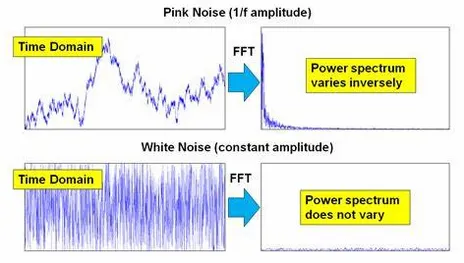 Pink Noise (1/f amplitude)
Time Domain
FFT
Power spectrum
varies inversely
White Noise (constant amplitude)
Time Domain
FFT
Power spectrum
does not vary